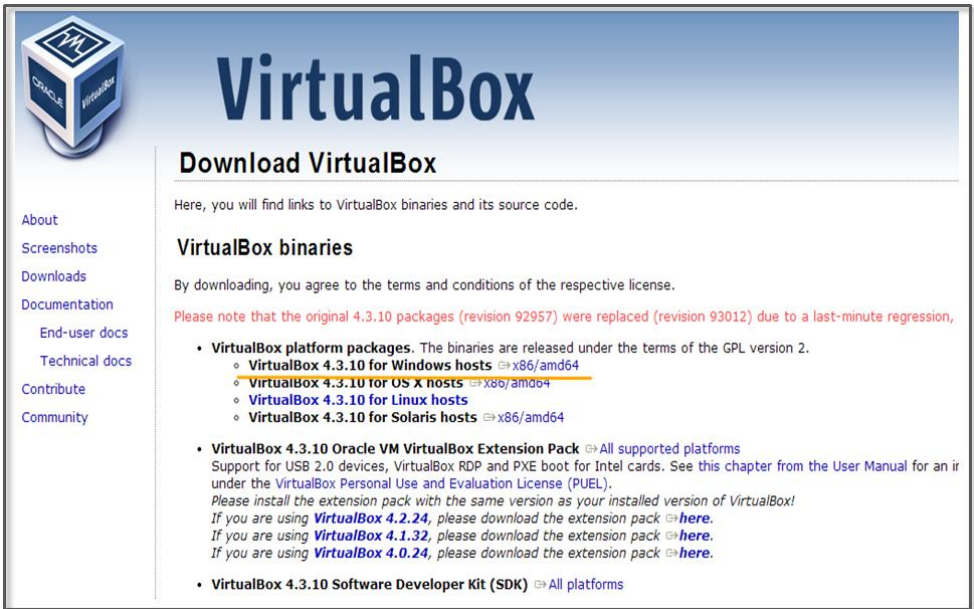 ORACLE
VirtualBox
VirtualBox
Download VirtualBox
Here, you will find links to VirtualBox binaries and its source code.
About
Screenshots
Downloads
Documentation
End-user docs
Technical docs
Contribute
Community
VirtualBox binaries
By downloading, you agree to the terms and conditions of the respective license.
Please note that the original 4.3.10 packages (revision 92957) were replaced (revision 93012) due to a last-minute regression,
• VirtualBox platform packages. The binaries are released under the terms of the GPL version 2.
◦ VirtualBox 4.3.10 for Windows hosts x86/amd64
◦ VirtualBox 4.3.10 for OS X hosts x86/amd64
◦ VirtualBox 4.3.10 for Linux hosts
◦ VirtualBox 4.3.10 for Solaris hosts x86/amd64
• VirtualBox 4.3.10 Oracle VM VirtualBox Extension Pack All supported platforms
Support for USB 2.0 devices, VirtualBox RDP and PXE boot for Intel cards. See this chapter from the User Manual for an
under the VirtualBox Personal Use and Evaluation License (PUEL).
Please install the extension pack with the same version as your installed version of VirtualBox!
If you are using VirtualBox 4.2.24, please download the extension pack here.
If you are using VirtualBox 4.1.32, please download the extension pack here.
If you are using VirtualBox 4.0.24, please download the extension pack here.
• VirtualBox 4.3.10 Software Developer Kit (SDK) All platforms